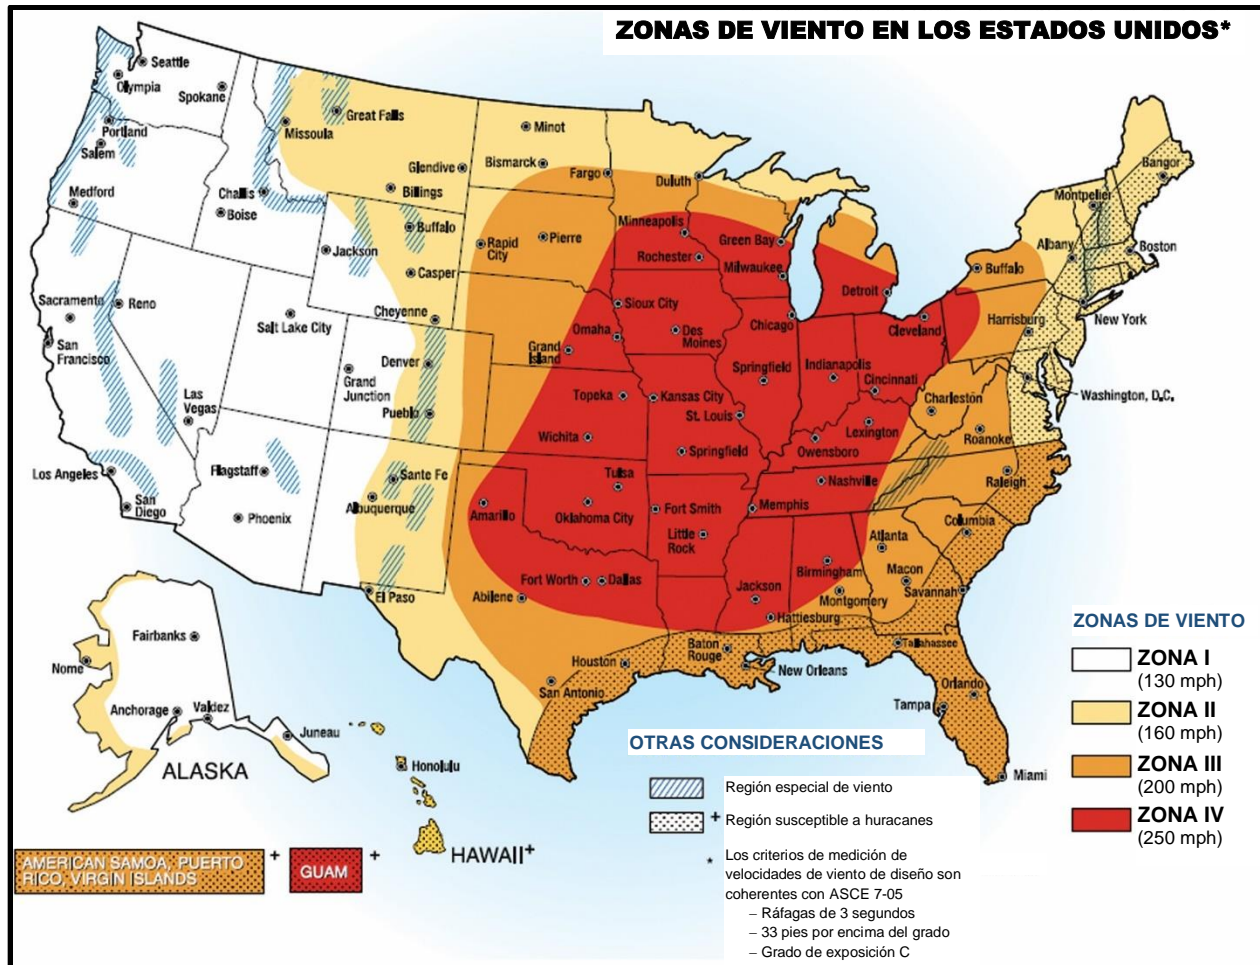 ZONAS DE VIENTO EN LOS ESTADOS UNIDOS*
Seattle
Olympia
Spokane
Portland
Salem
Medford
Missoula
Great Falls
Challis
Boise
Glendive
Billings
Minot
Bismarck
Fargo
Duluth
Jackson
Buffalo
Casper
Cheyenne
Rapid
City
Pierre
Minneapolis
Rochester
Green Bay
Milwaukee
Detroit
Buffalo
Albany
Montpelier
Bangor
Boston
New York
Harrisburg
Washington, D.C.
Sacramento
Reno
San
Francisco
Salt Lake City
Las
Vegas
Los Angeles
San
Diego
Flagstaff
Phoenix
Grand
Junction
Denver
Pueblo
Sante Fe
Albuquerque
El Paso
Sioux City
Omaha
Grand
Island
Des
Moines
Chicago
Cleveland
Springfield
Indianapolis
Cincinnati
Topeka
Kansas City
St. Louis
Charleston
Lexington
Owensboro
Roanoke
Wichita
Springfield
Tulsa
Nashville
Raleigh
Amarillo
Oklahoma City
Fort Smith
Memphis
Little
Rock
Columbia
Atlanta
Birmingham
Macon
Fort Worth
Dallas
Abilene
Jackson
Montgomery
Savannah
Hattiesburg
Houston
Baton
Rouge
New Orleans
Tallahassee
San Antonio
Orlando
Tampa
Miami
Fairbanks
Nome
Anchorage
Valdez
Juneau
ALASKA
Honolulu
HAWAII+
AMERICAN SAMOA, PUERTO
RICO, VIRGIN ISLANDS
+
GUAM
+
OTRAS CONSIDERACIONES
Región especial de viento
+ Región susceptible a huracanes
* Los criterios de medición de
velocidades de viento de diseño son
coherentes con ASCE 7-05
– Ráfagas de 3 segundos
– 33 pies por encima del grado
– Grado de exposición C
ZONAS DE VIENTO
ZONA I
(130 mph)
ZONA II
(160 mph)
ZONA III
(200 mph)
ZONA IV
(250 mph)